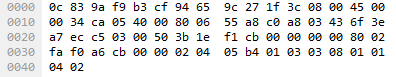 0010 0c 83 9a f9 b3 cf 94 65 9c 27 1f 3c 08 00 45 00
0010 00 34 ca 05 40 00 80 06 55 a8 c0 a8 03 43 6f 3e
0020 a7 ec c5 03 00 50 3b 1e f1 cb 00 00 00 00 80 02
0030 fa f0 a6 cb 00 00 02 04 05 b4 01 03 03 08 01 01
0040 04 02